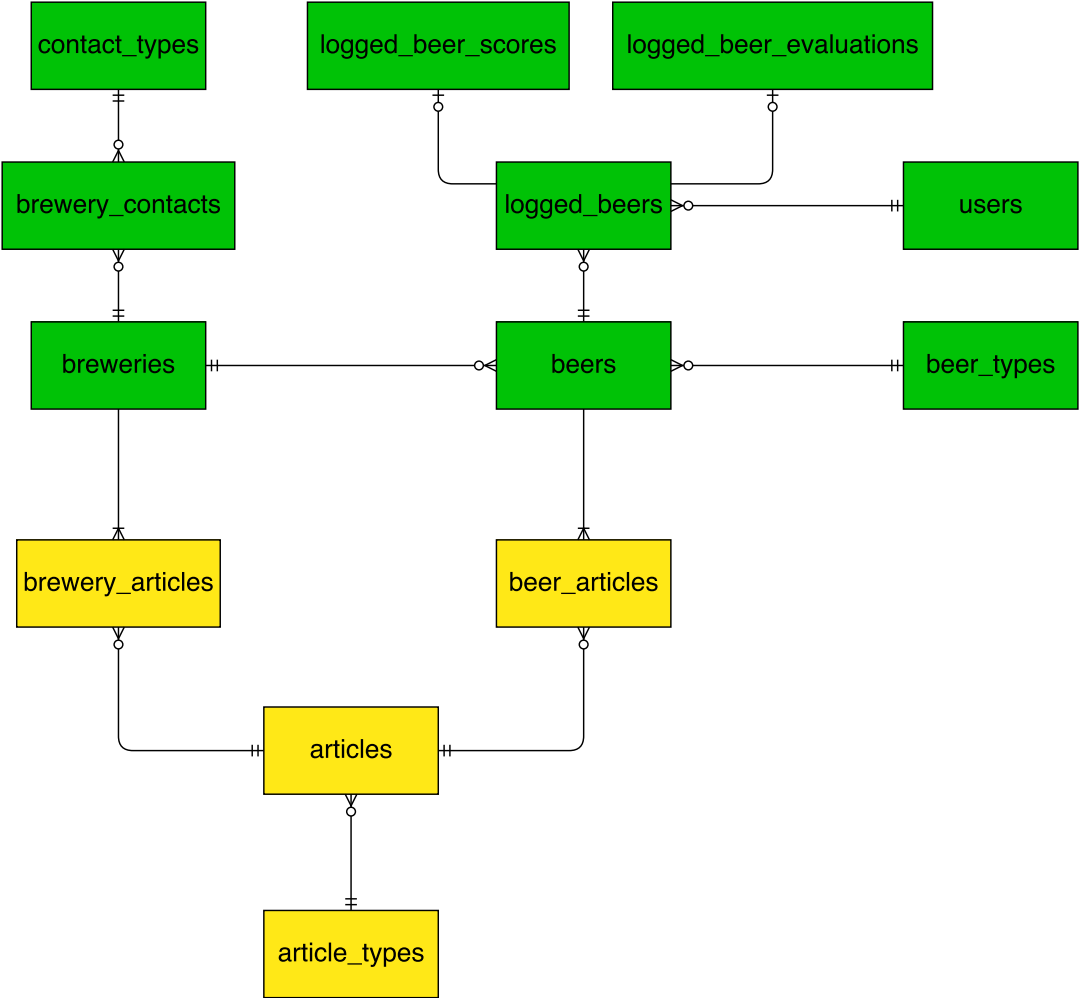 contact_types
logged_beer_scores
logged_beer_evaluations
brewery_contacts
logged_beers
users
breweries
beers
beer_types
brewery_articles
beer_articles
articles
article_types